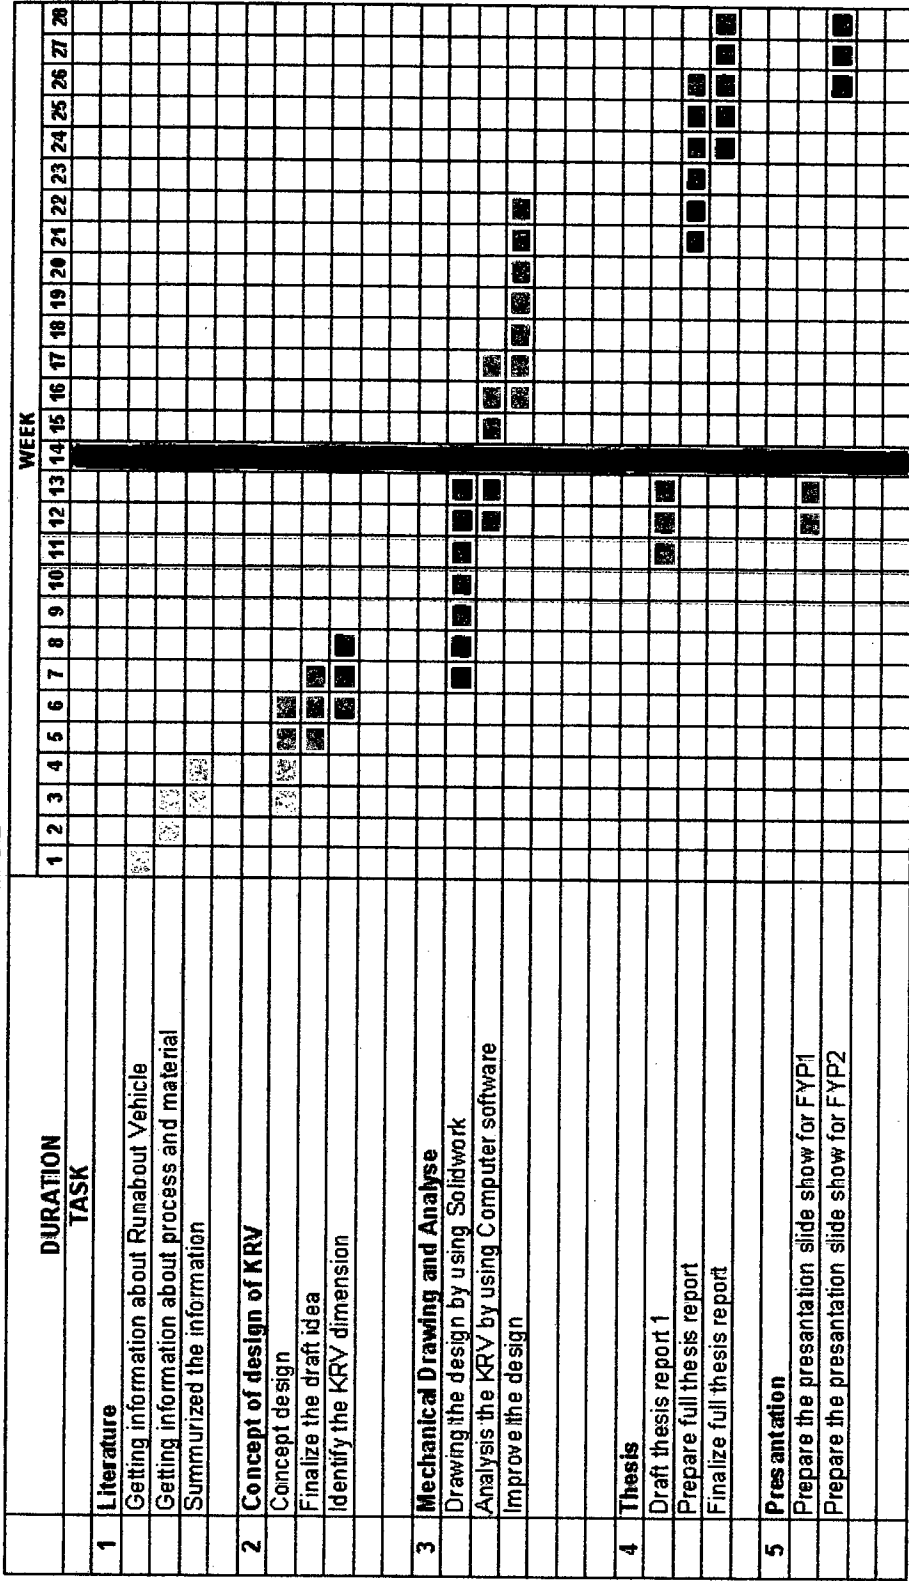 WEEK
DURATION 1 2 3 4 5 6 7 8 9 10 11 12 13 14 15 16 17 18 19 20 21 22 23 24 25 26 27 28
TASK
1 Literature
Getting information about Runabout Vehicle
Getting information about process and material
Summurized the information
2 Concept of design of KRV
Concept design
Finalize the draft idea
Identify the KRV dimension
3 Mechanical Drawing and Analyse
Drawing the design by using Solidwork
Analysis the KRV by using Computer software
Improve the design
4 Thesis
Draft thesis report 1
Prepare full thesis report
Finalize full thesis report
5 Presantation
Prepare the presantation slide show for FYP1
Prepare the presantation slide show for FYP2